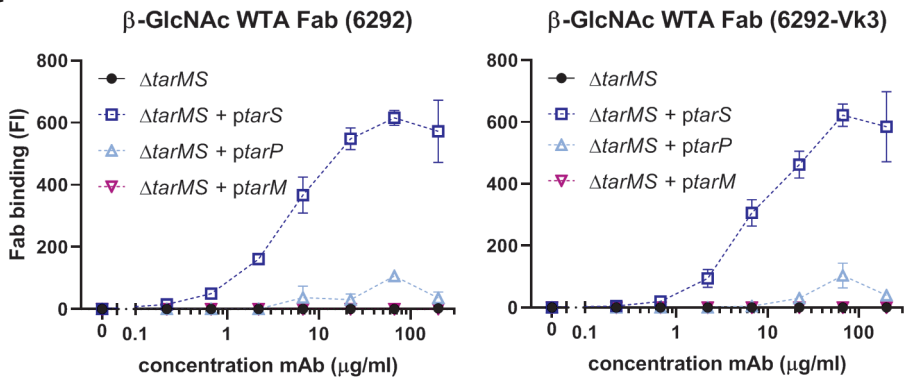 β-GlcNAc WTA Fab (6292)
800
600
400
200
0
Fab binding (FI)
ΔtarMS
ΔtarMS + ptarS
ΔtarMS + ptarP
ΔtarMS + ptarM
0 0.1 1 10 100
concentration mAb (μg/ml)
β-GlcNAc WTA Fab (6292-Vk3)
800
600
400
200
0
ΔtarMS
ΔtarMS + ptarS
ΔtarMS + ptarP
ΔtarMS + ptarM
0 0.1 1 10 100
concentration mAb (μg/ml)